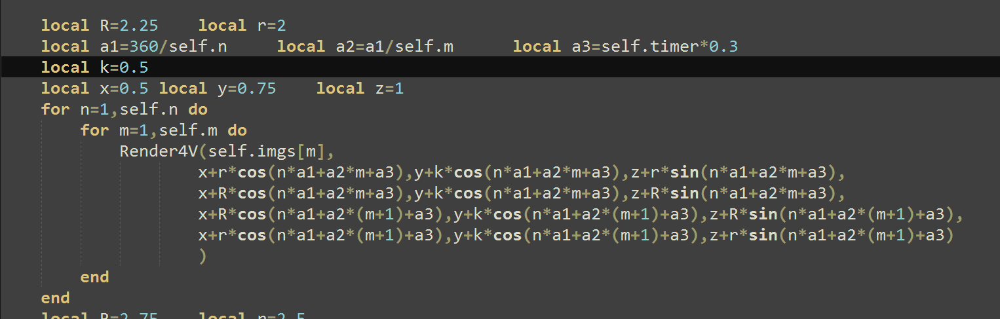 local R=2.25    local r=2
local a1=360/self.n     local a2=a1/self.m      local a3=self.timer*0.3
local k=0.5
local x=0.5 local y=0.75    local z=1
for n=1,self.n do
    for m=1,self.m do
        Render4V(self.imgs[m],
                x+r*cos(n*a1+a2*m+a3),y+k*cos(n*a1+a2*m+a3),z+r*sin(n*a1+a2*m+a3),
                x+R*cos(n*a1+a2*m+a3),y+k*cos(n*a1+a2*m+a3),z+R*sin(n*a1+a2*m+a3),
                x+R*cos(n*a1+a2*(m+1)+a3),y+k*cos(n*a1+a2*(m+1)+a3),z+R*sin(n*a1+a2*(m+1)+a3),
                x+r*cos(n*a1+a2*(m+1)+a3),y+k*cos(n*a1+a2*(m+1)+a3),z+r*sin(n*a1+a2*(m+1)+a3)
                )
    end
end
local R=2.75    local r=2.5